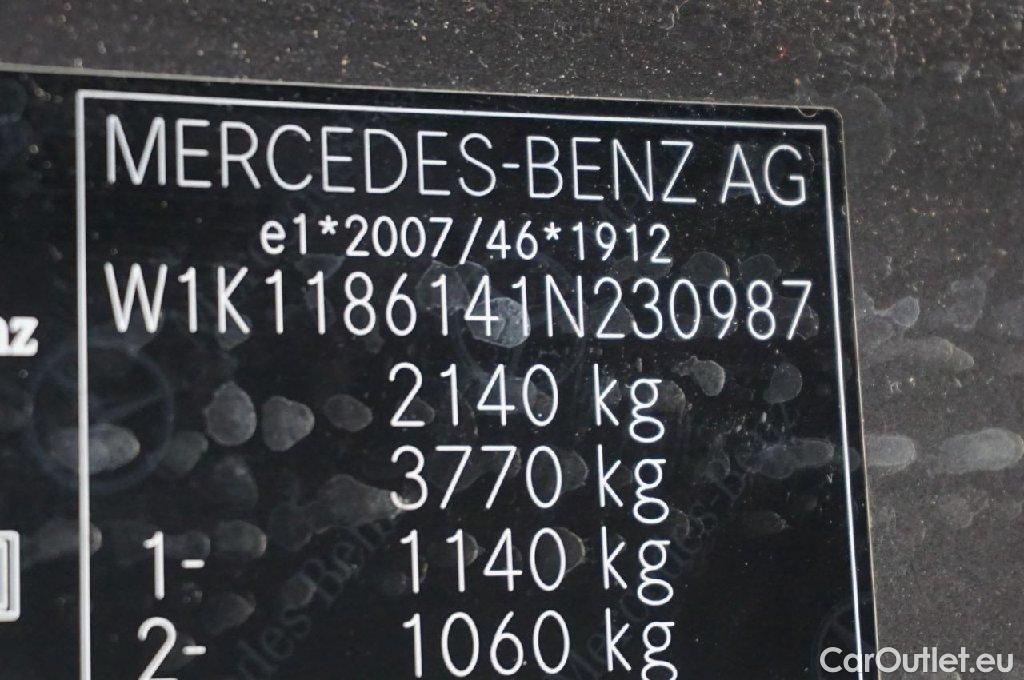 MERCEDES-BENZ AG
e1*2007/46*1912
W1K1186141N230987
nz
2140 kg
3770 kg
1- 1140 kg
2- 1060 kg
CarOutlet.eu